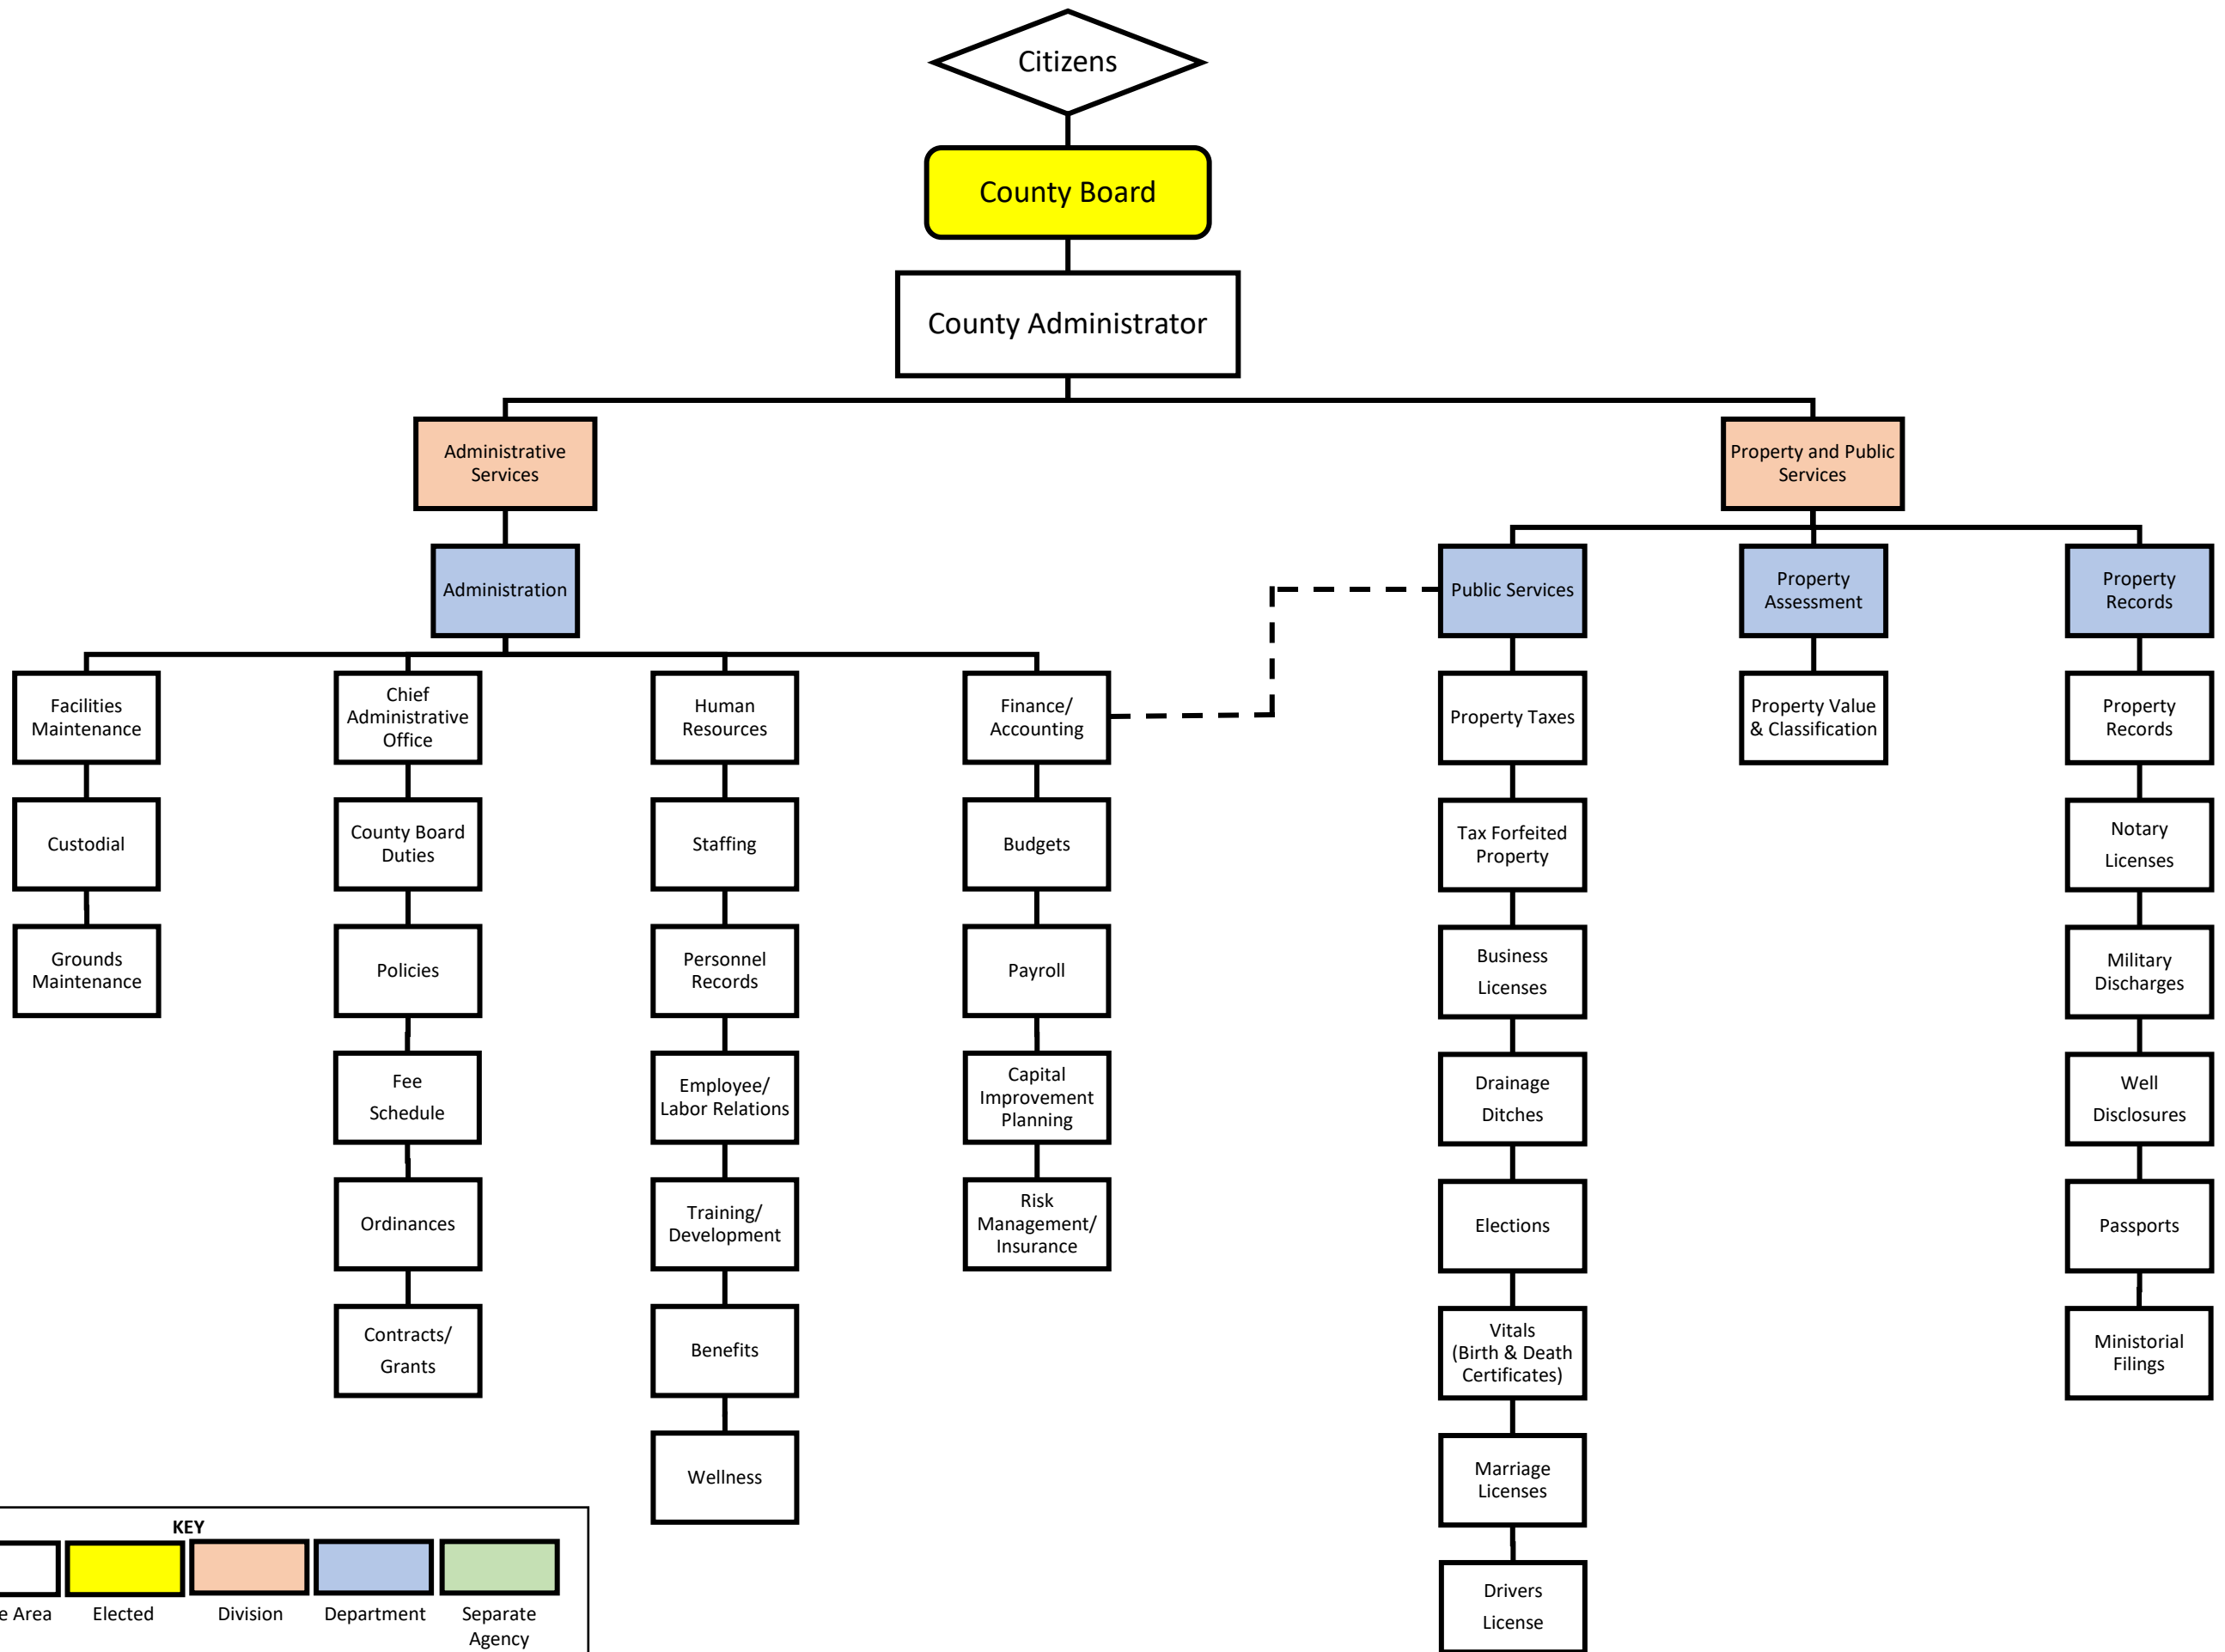 Citizens
County Board
County Administrator
Administrative
Services
Property and Public
Services
Administration
Public Services
Property
Assessment
Property
Records
Facilities
Maintenance
Chief
Administrative
Office
Human
Resources
Finance/
Accounting
Property Taxes
Property Value
& Classification
Property
Records
Custodial
County Board
Duties
Staffing
Budgets
Tax Forfeited
Property
Notary
Licenses
Grounds
Maintenance
Policies
Personnel
Records
Payroll
Business
Licenses
Military
Discharges
Fee
Schedule
Employee/
Labor Relations
Capital
Improvement
Planning
Drainage
Ditches
Well
Disclosures
Ordinances
Training/
Development
Risk
Management/
Insurance
Elections
Passports
Contracts/
Grants
Benefits
Vitals
(Birth & Death
Certificates)
Ministorial
Filings
Wellness
Marriage
Licenses
Drivers
License
KEY
e Area
Elected
Division
Department
Separate
Agency